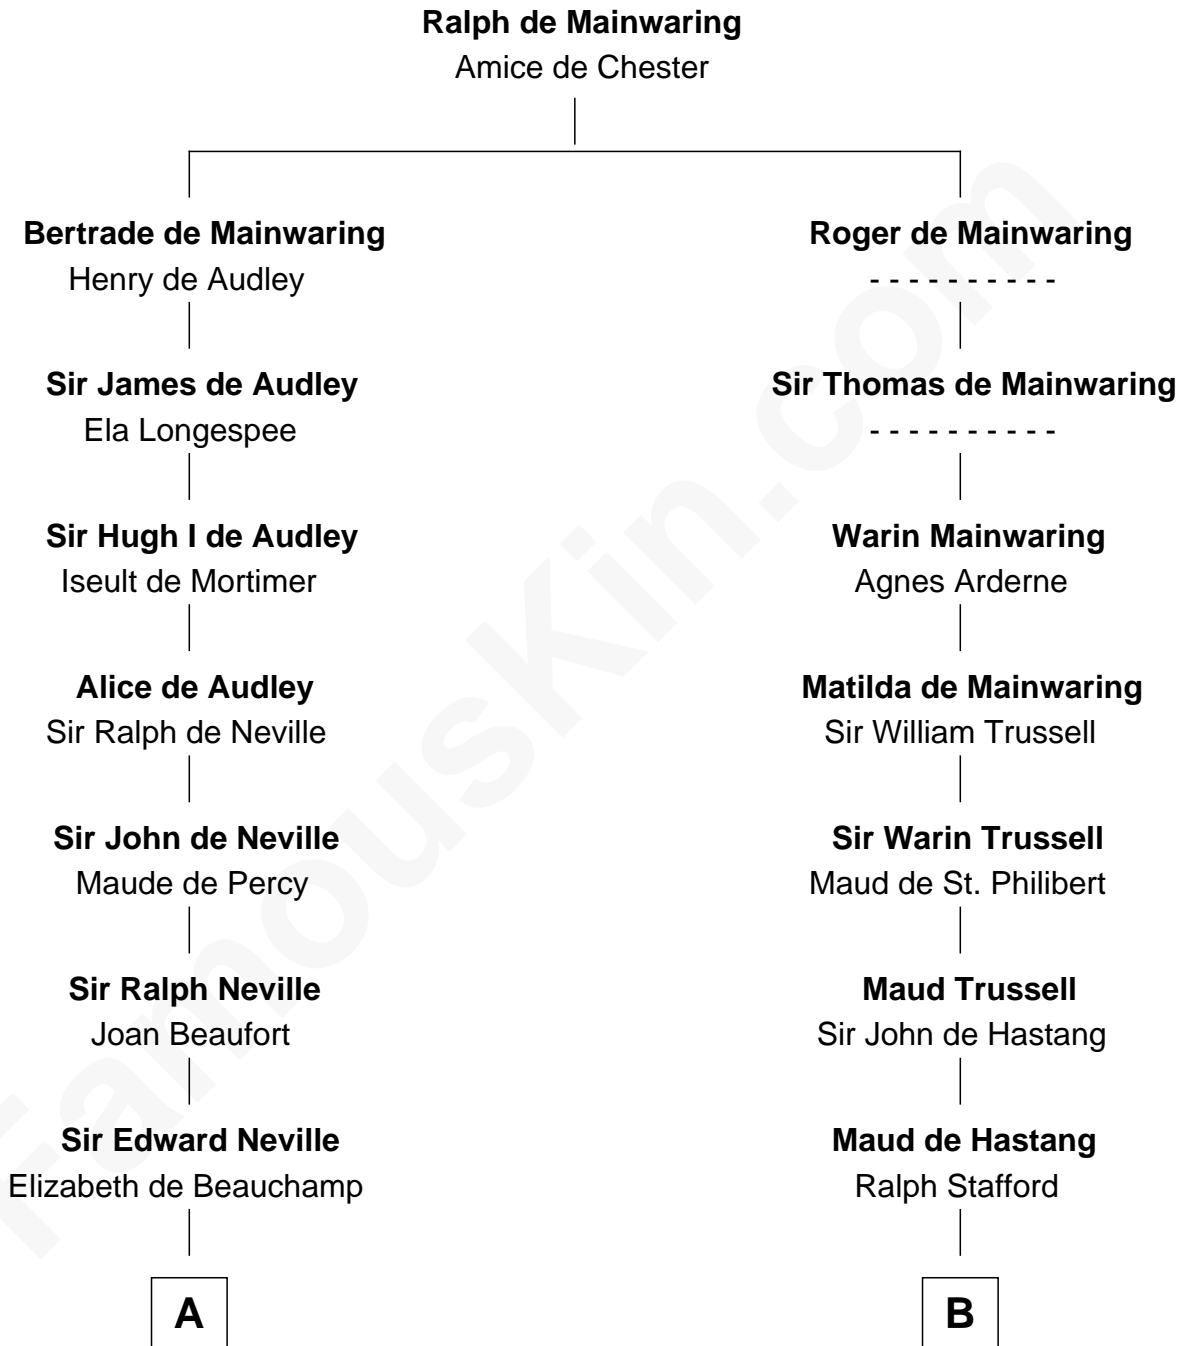 Ralph de Mainwaring
Amice de Chester
Bertrade de Mainwaring
Henry de Audley
Roger de Mainwaring
- - - - - - - - - -
Sir James de Audley
Ela Longespee
Sir Thomas de Mainwaring
- - - - - - - - - -
Sir Hugh I de Audley
Iseult de Mortimer
Warin Mainwaring
Agnes Arderne
Alice de Audley
Sir Ralph de Neville
Matilda de Mainwaring
Sir William Trussell
Sir John de Neville
Maude de Percy
Sir Warin Trussell
Maud de St. Philibert
Sir Ralph Neville
Joan Beaufort
Maud Trussell
Sir John de Hastang
Sir Edward Neville
Elizabeth de Beauchamp
Maud de Hastang
Ralph Stafford
A
B
FamousKin.com